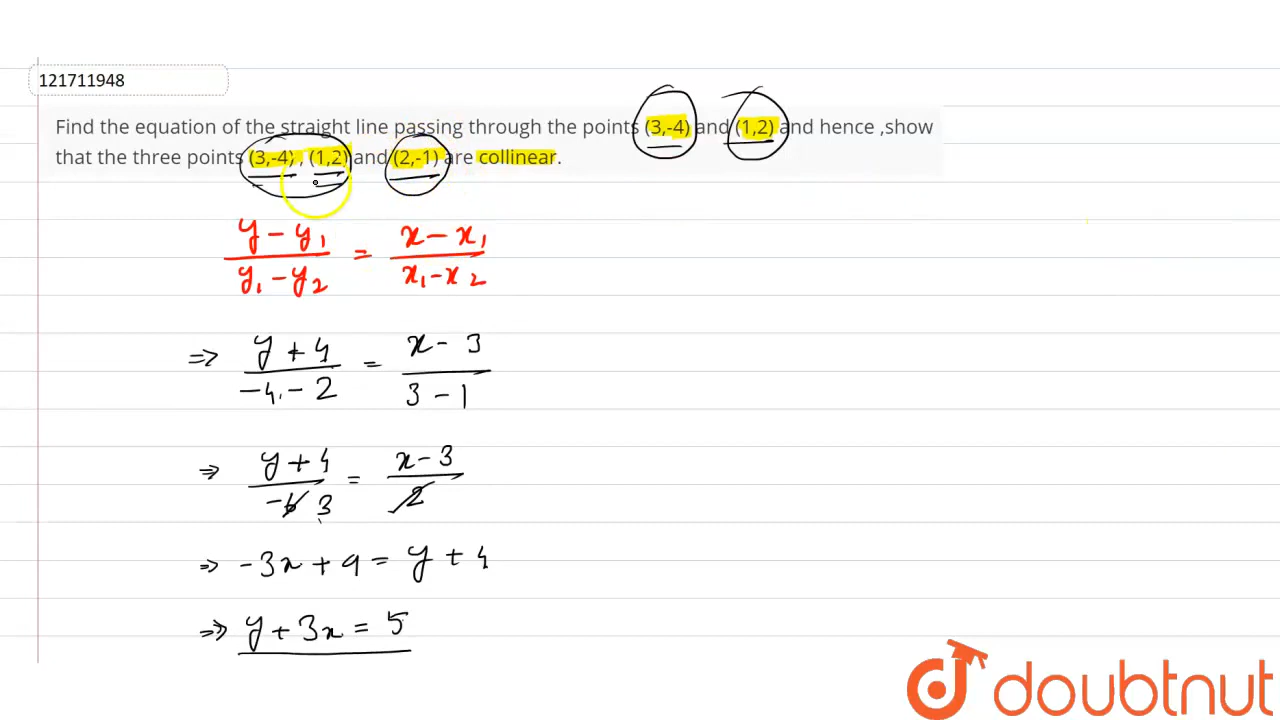 121711948
Find the equation of the straight line passing through the points (3,-4) and (1,2) and hence ,show
that the three points (3,-4) , (1,2) and (2,-1) are collinear.
y - y₁ / y₁ - y₂ = x - x₁ / x₁ - x₂
⇒ y + 4 / -4 - 2 = x - 3 / 3 - 1
⇒ y + 4 / -6 3 = x - 3 / 2
⇒ -3x + 9 = y + 4
⇒ y + 3x = 5
doubtnut